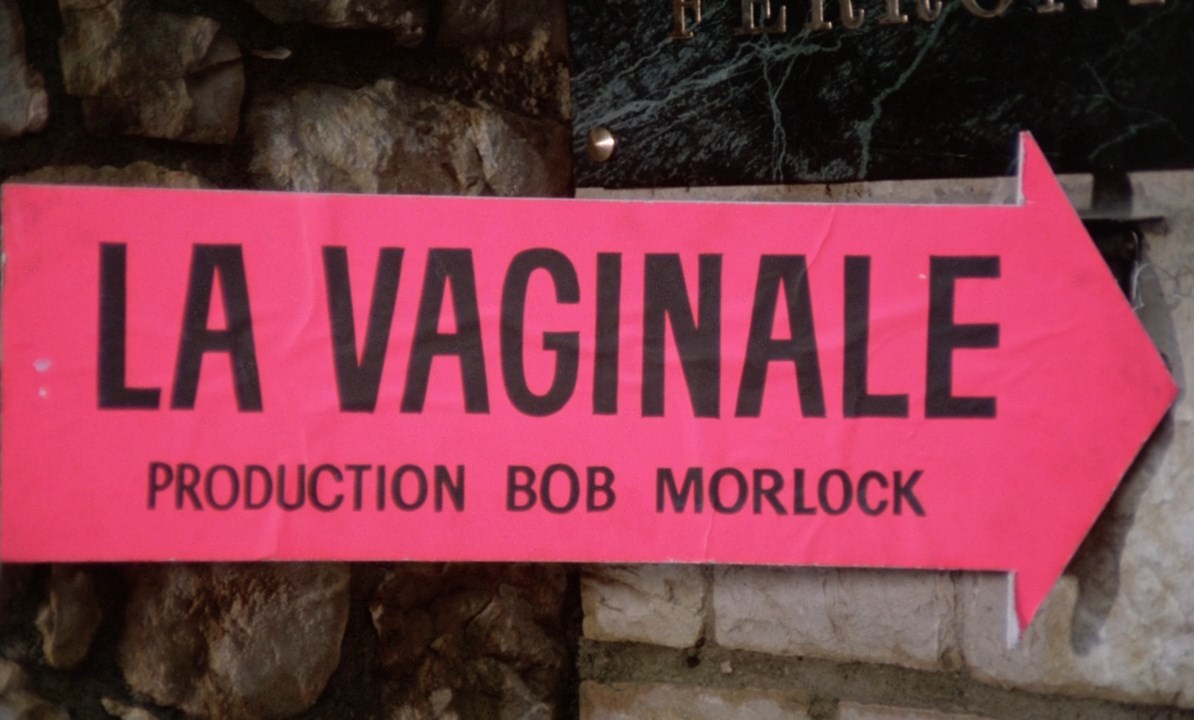 LA VAGINALE
PRODUCTION BOB MORLOCK